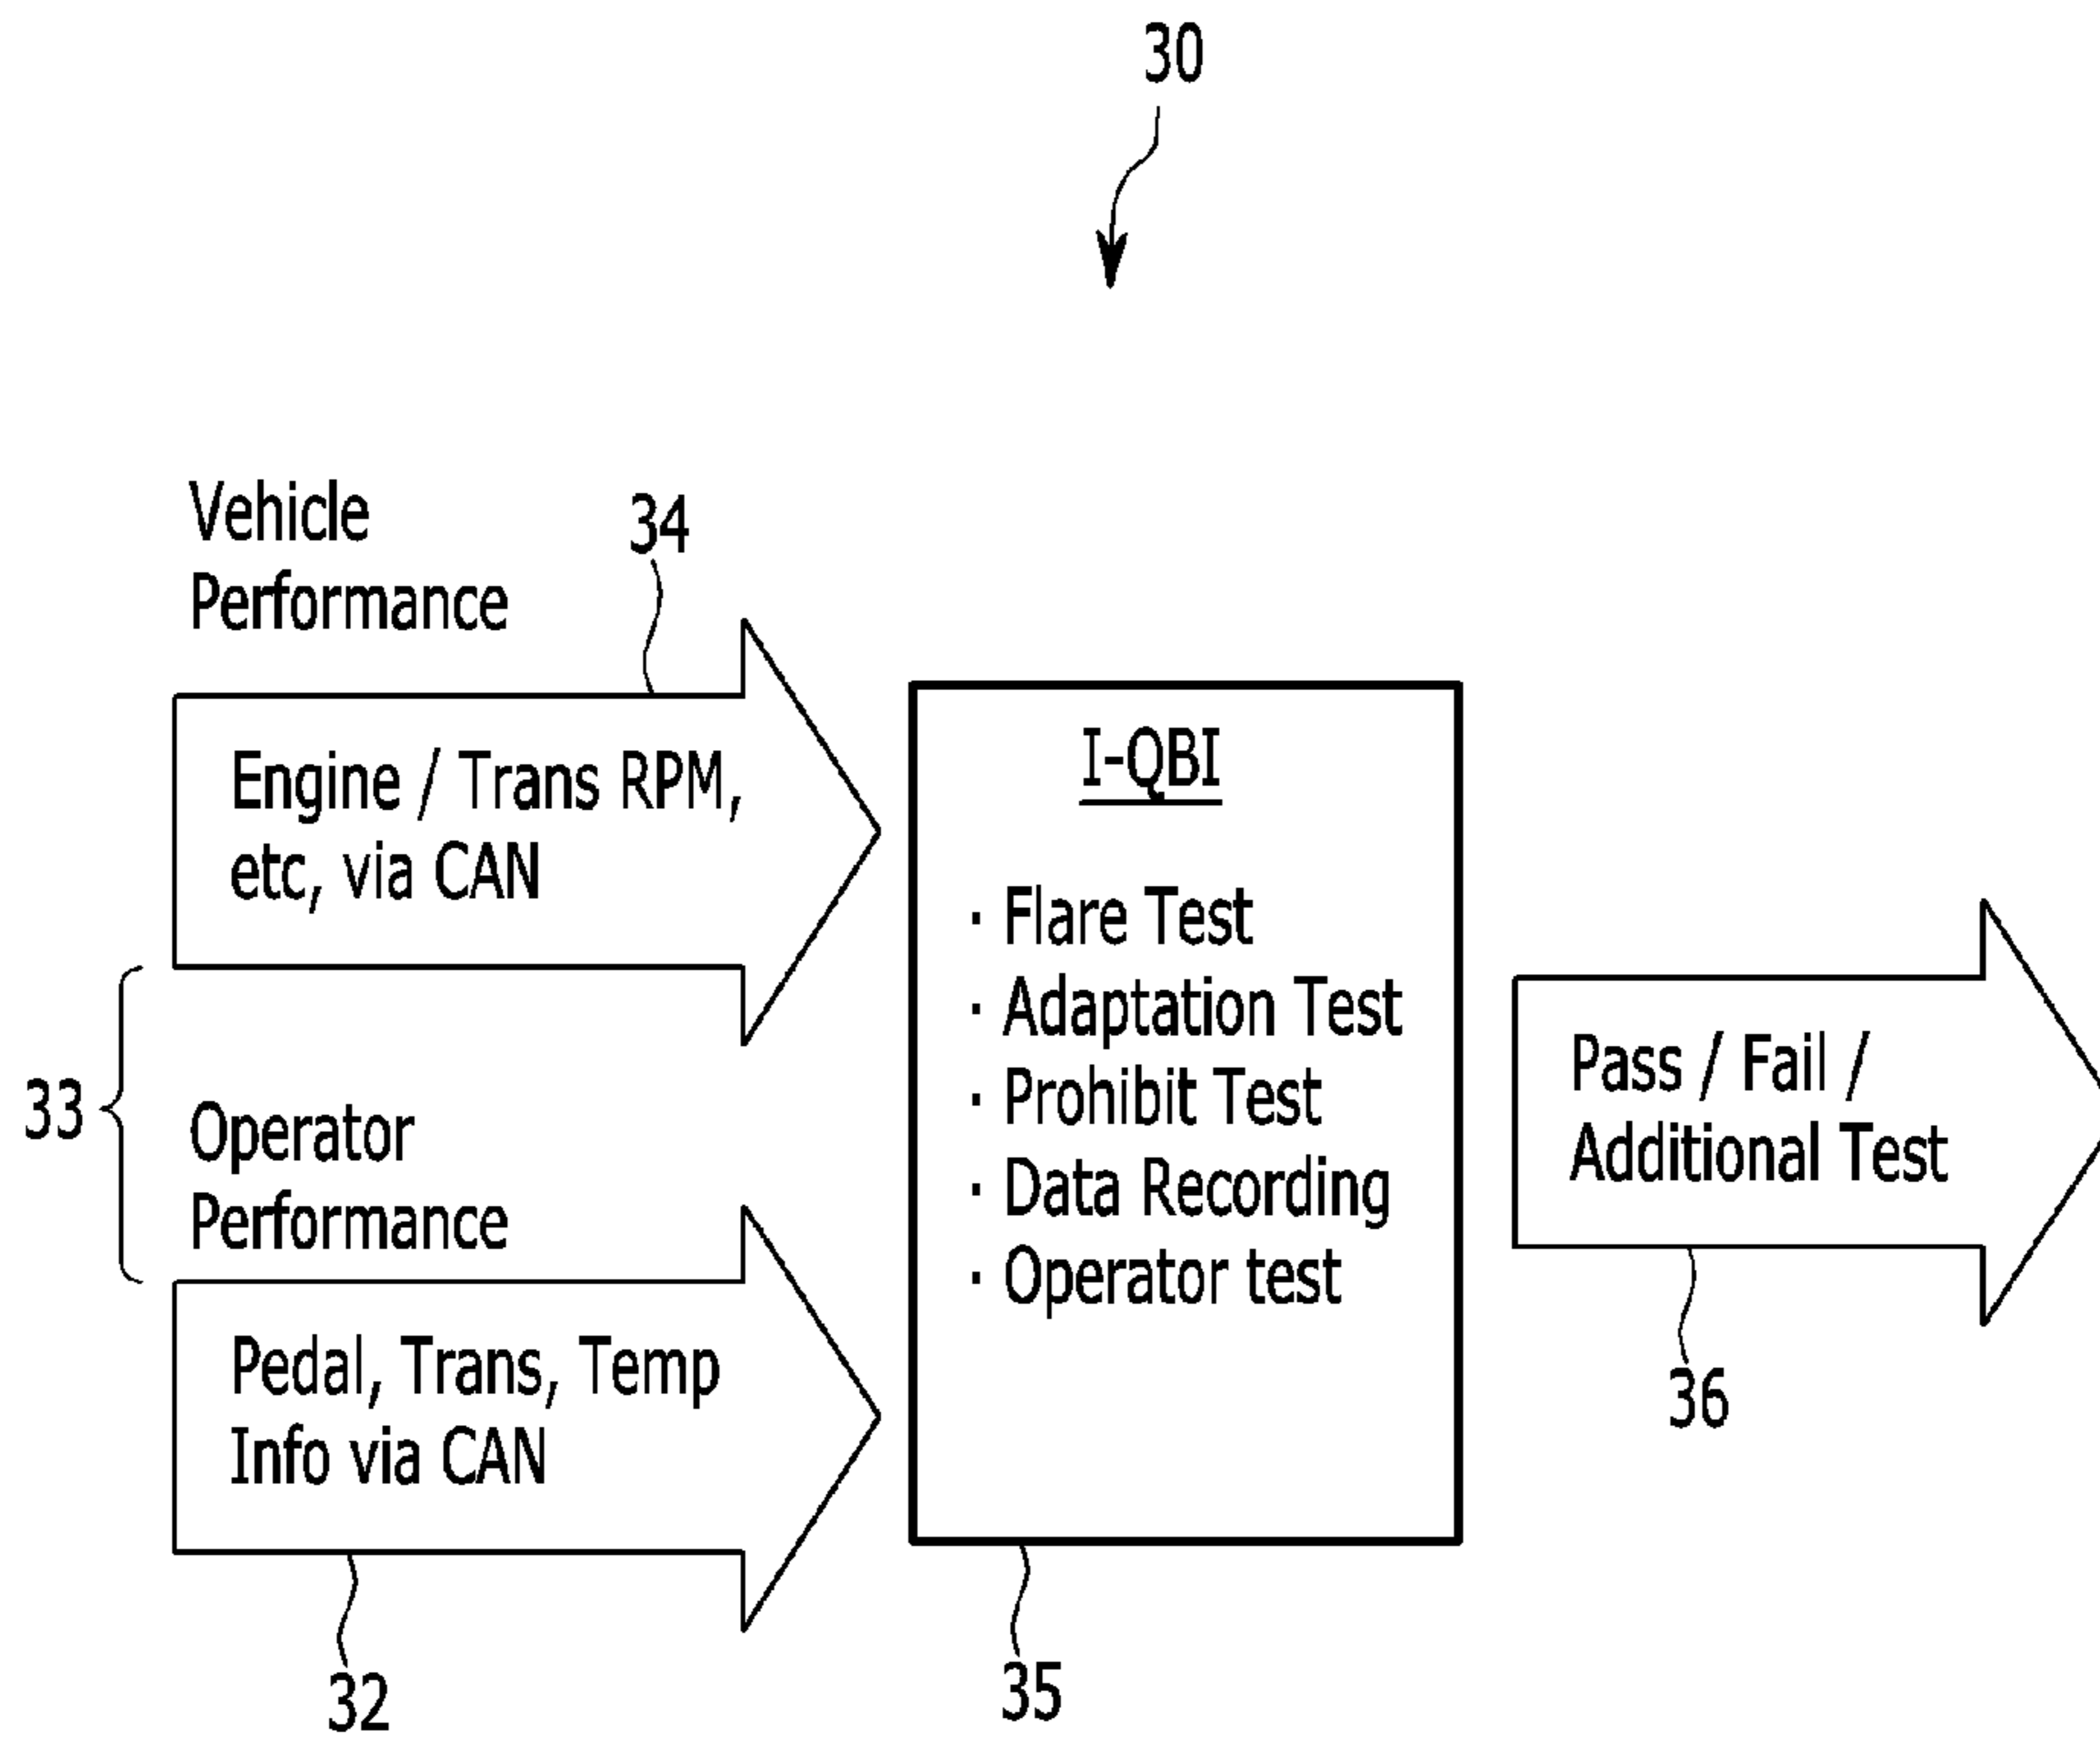 30
Vehicle
Performance
34
Engine / Trans RPM,
etc, via CAN
33
Operator
Performance
Pedal, Trans, Temp
Info via CAN
32
I-QBI
· Flare Test
· Adaptation Test
· Prohibit Test
· Data Recording
· Operator test
35
Pass / Fail /
Additional Test
36